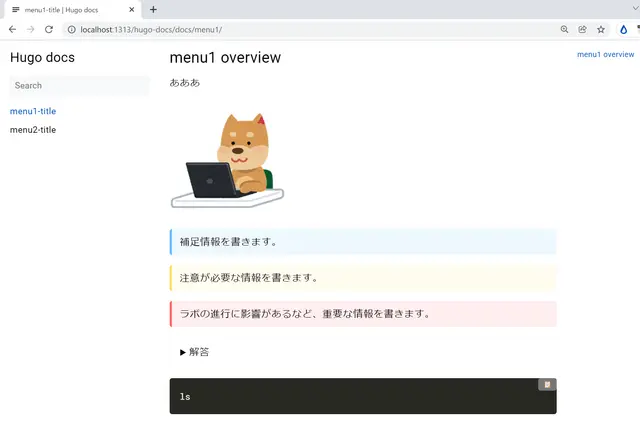 menu1-title | Hugo docs
localhost:1313/hugo-docs/docs/menu1/
Hugo docs
Search
menu1-title
menu2-title
menu1 overview
あああ
補足情報を書きます。
注意が必要な情報を書きます。
ラボの進行に影響があるなど、重要な情報を書きます。
解答
ls
menu1 overview